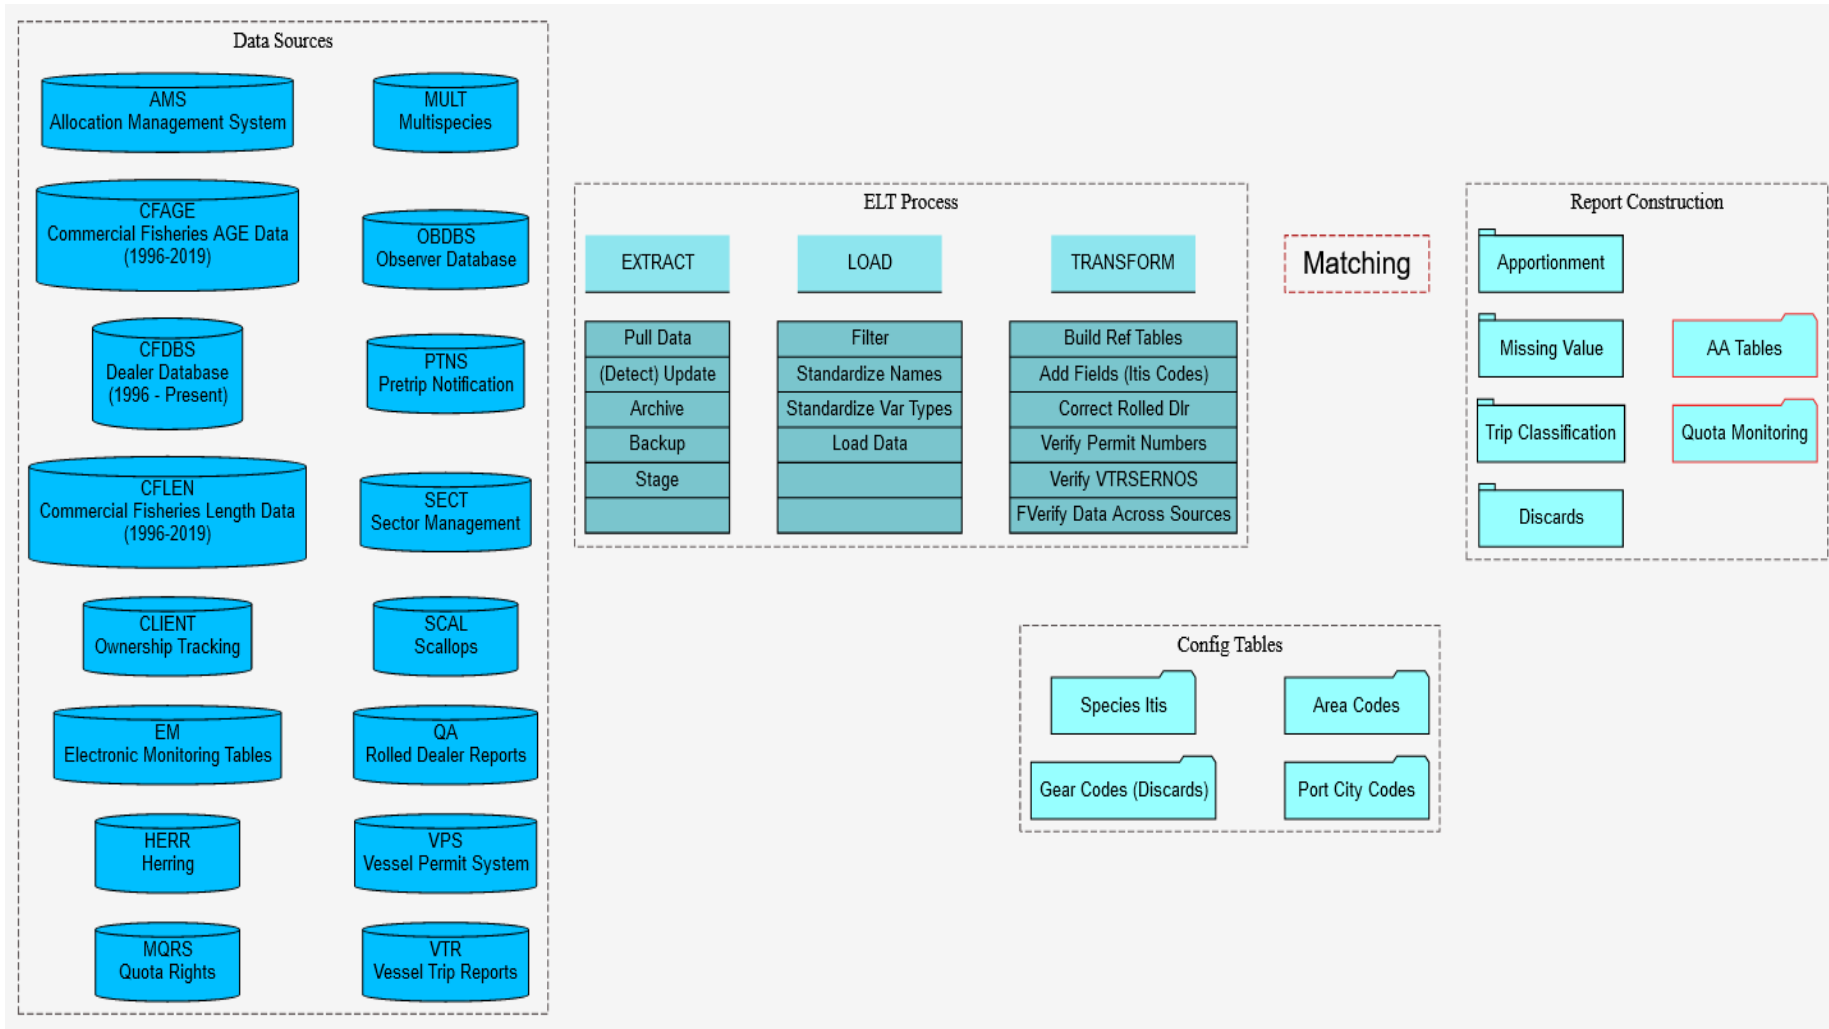 Data Sources
AMS
Allocation Management System
CFAGE
Commercial Fisheries AGE Data
(1996-2019)
CFDBS
Dealer Database
(1996 - Present)
CFLEN
Commercial Fisheries Length Data
(1996-2019)
CLIENT
Ownership Tracking
EM
Electronic Monitoring Tables
HERR
Herring
MQRS
Quota Rights
MULT
Multispecies
OBDBS
Observer Database
PTNS
Pretrip Notification
SECT
Sector Management
SCAL
Scallops
QA
Rolled Dealer Reports
VPS
Vessel Permit System
VTR
Vessel Trip Reports
ELT Process
EXTRACT
Pull Data
(Detect) Update
Archive
Backup
Stage
LOAD
Filter
Standardize Names
Standardize Var Types
Load Data
TRANSFORM
Build Ref Tables
Add Fields (Itis Codes)
Correct Rolled Dlr
Verify Permit Numbers
Verify VTRSERNOS
FVerify Data Across Sources
Matching
Report Construction
Apportionment
Missing Value
Trip Classification
Discards
AA Tables
Quota Monitoring
Config Tables
Species Itis
Area Codes
Gear Codes (Discards)
Port City Codes